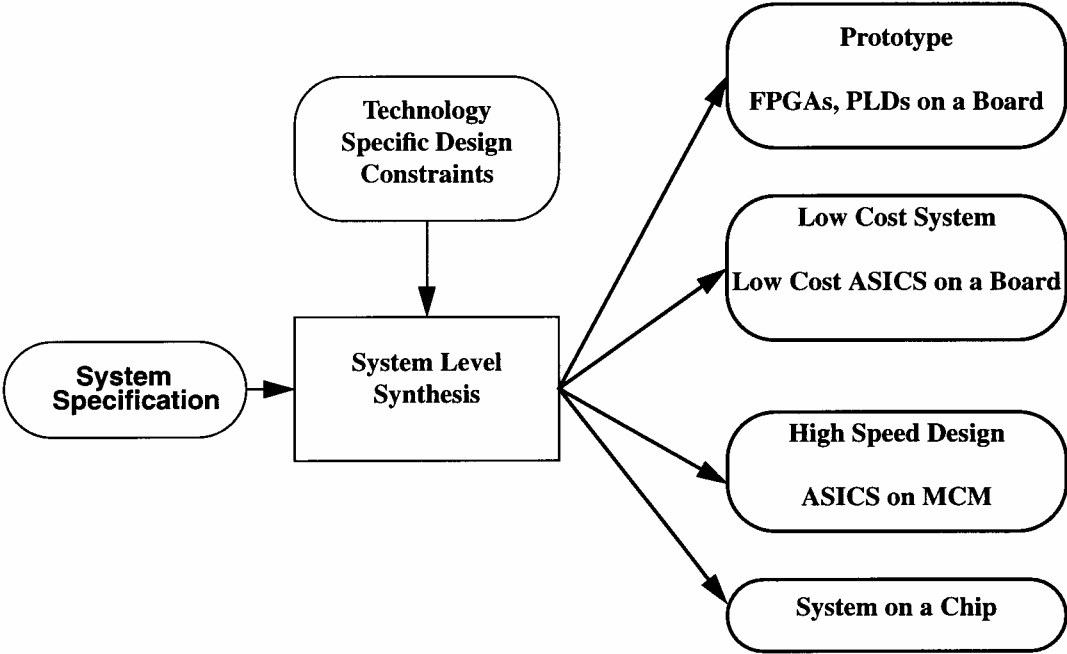 Prototype
FPGAs, PLDs on a Board
Technology
Specific Design
Constraints
Low Cost System
Low Cost ASICS on a Board
System
Specification
System Level
Synthesis
High Speed Design
ASICS on MCM
System on a Chip